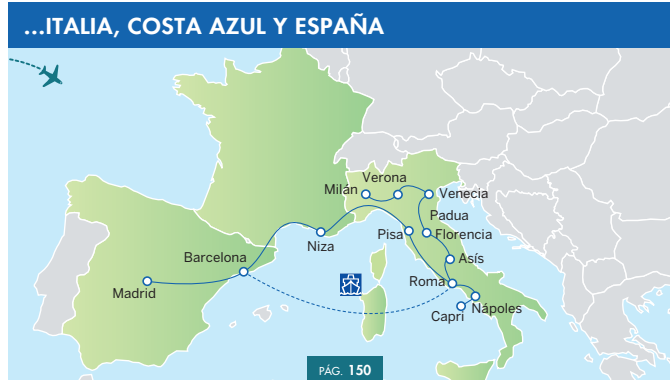 ...ITALIA, COSTA AZUL Y ESPAÑA
Verona
Milán
Venecia
Padua
Pisa
Florencia
Niza
Barcelona
Asís
Roma
Madrid
Capri
Nápoles
PÁG. 150